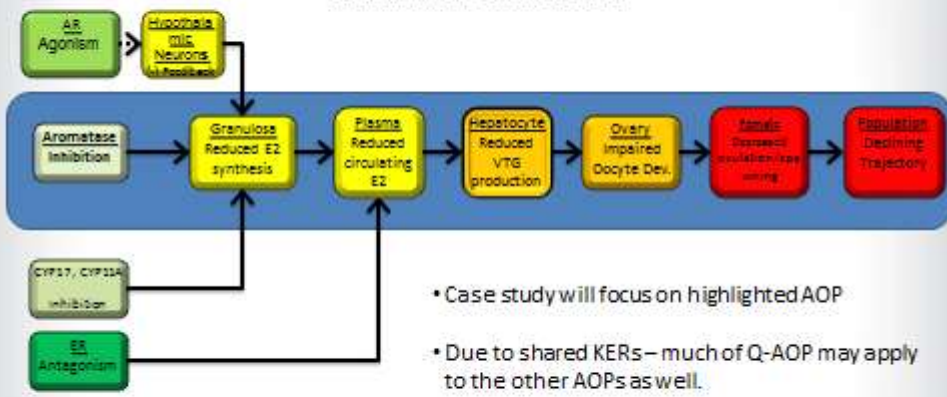 AR
Agonism
Hypothala
mic
Neurons
(-) Feedback
Aromatase
Inhibition
Granulosa
Reduced E2
synthesis
Plasma
Reduced
circulating
E2
Hepatocyte
Reduced
VTG
production
Ovary
Impaired
Oocyte Dev.
Female
Population
Declining
Trajectory
CYP17, CYP11A
Inhibition
ER
Antagonism
• Case study will focus on highlighted AOP
• Due to shared KERs – much of Q-AOP may apply
to the other AOPs as well.